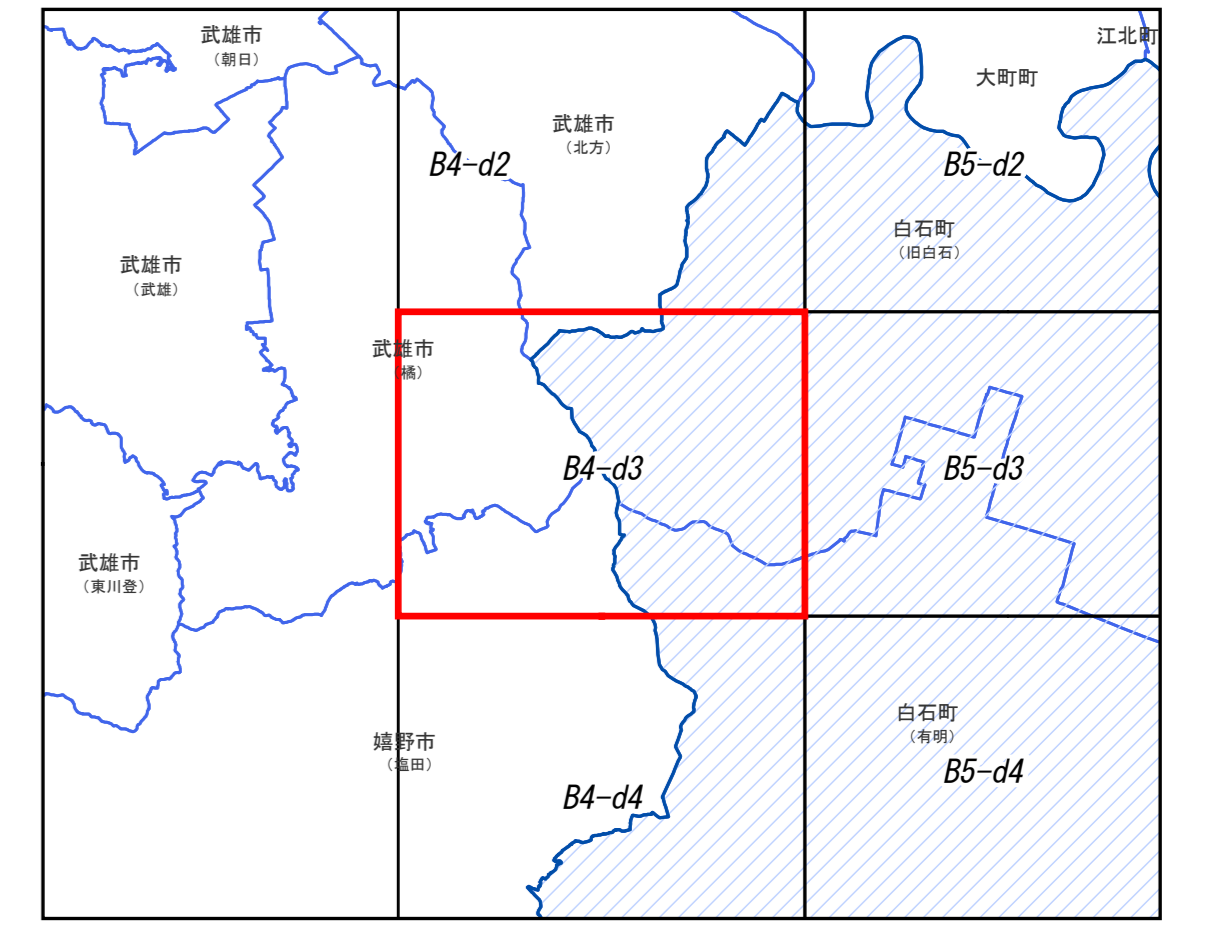 武雄市
（朝日）
江北町
大町町
武雄市
（北方）
B4-d2
B5-d2
白石町
（旧白石）
武雄市
（武雄）
武雄市
（橘）
B4-d3
B5-d3
武雄市
（東川登）
白石町
（有明）
嬉野市
（塩田）
B5-d4
B4-d4